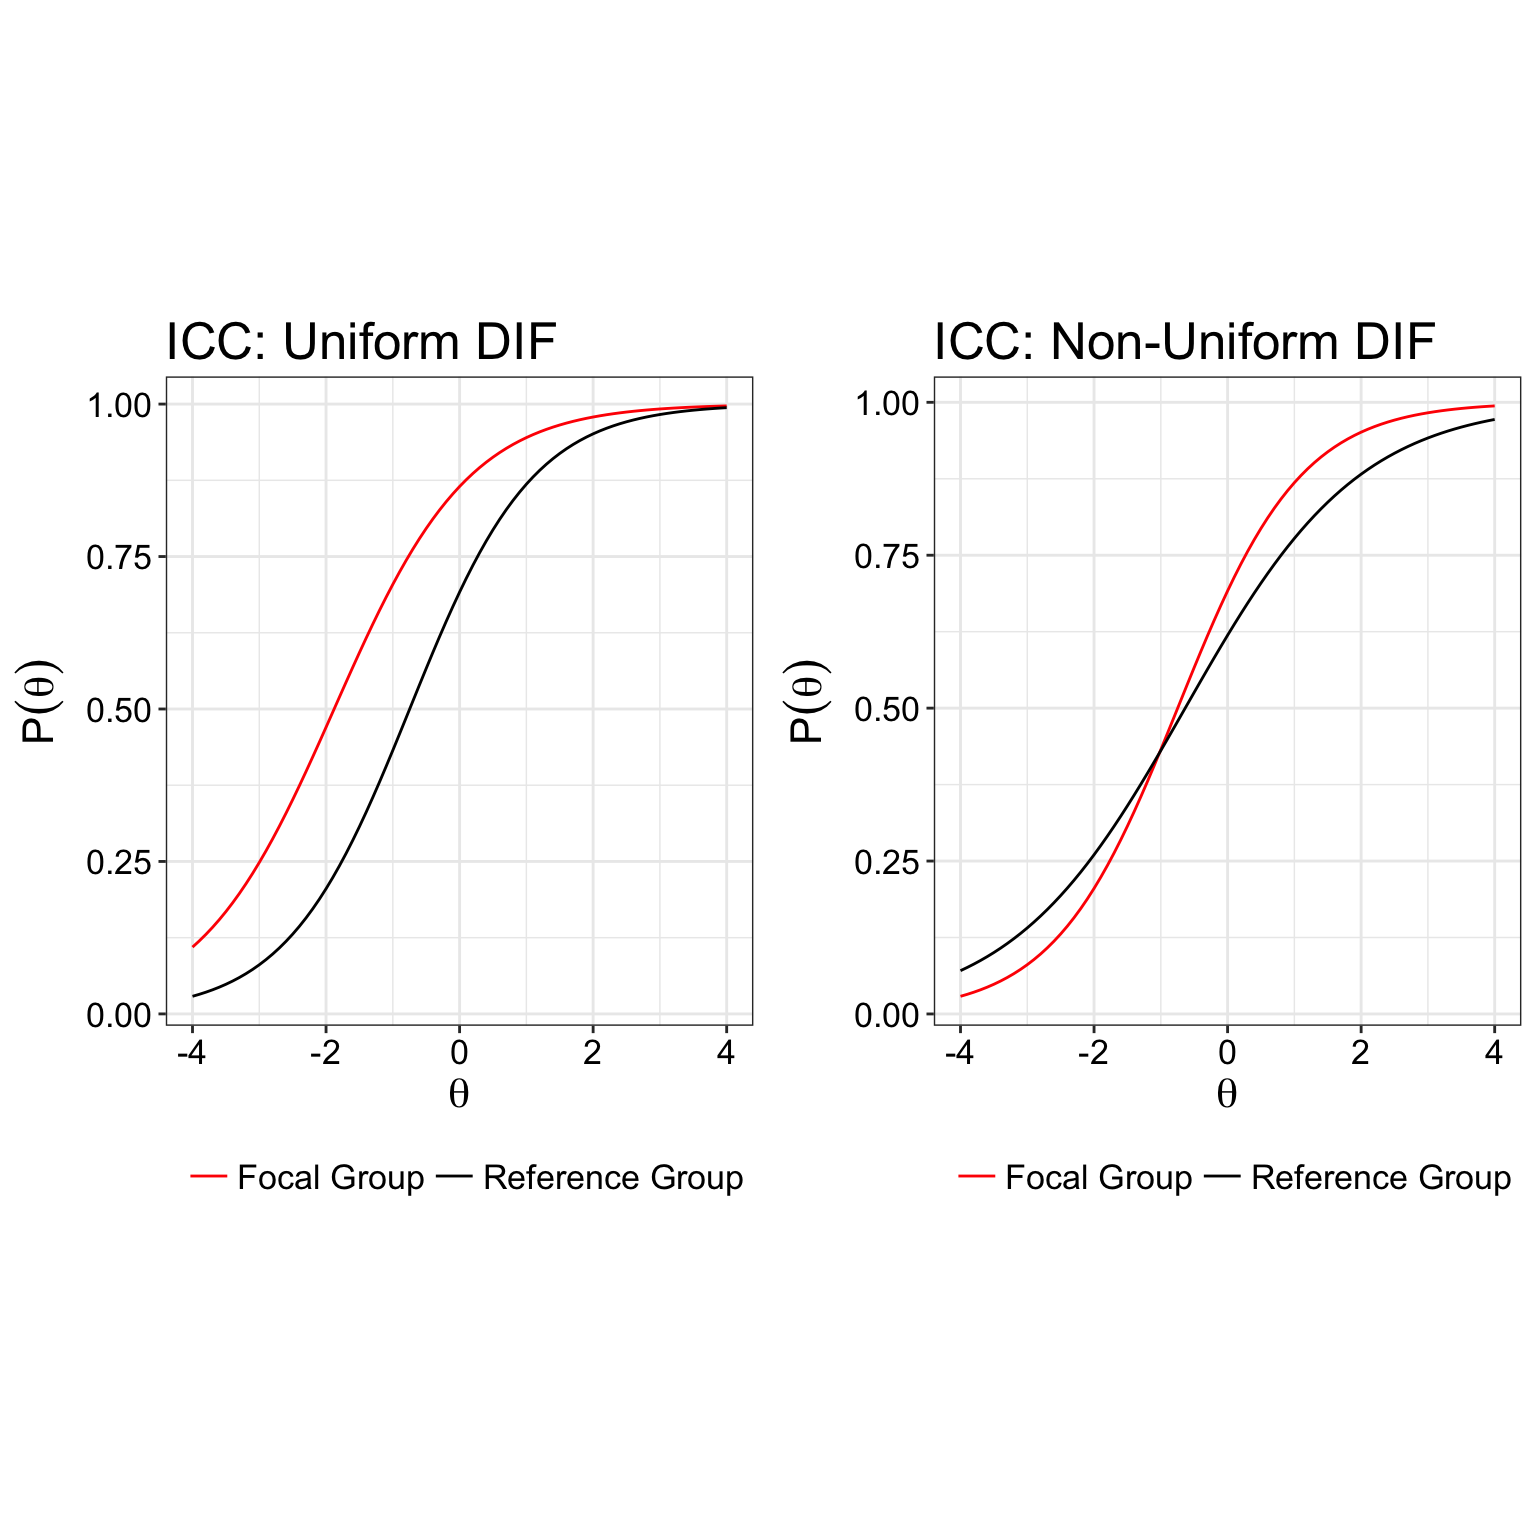 ICC: Uniform DIF
1.00
0.75
0.50
0.25
0.00
P(θ)
-4 -2 0 2 4
θ
Focal Group Reference Group
ICC: Non-Uniform DIF
1.00
0.75
0.50
0.25
0.00
P(θ)
-4 -2 0 2 4
θ
Focal Group Reference Group